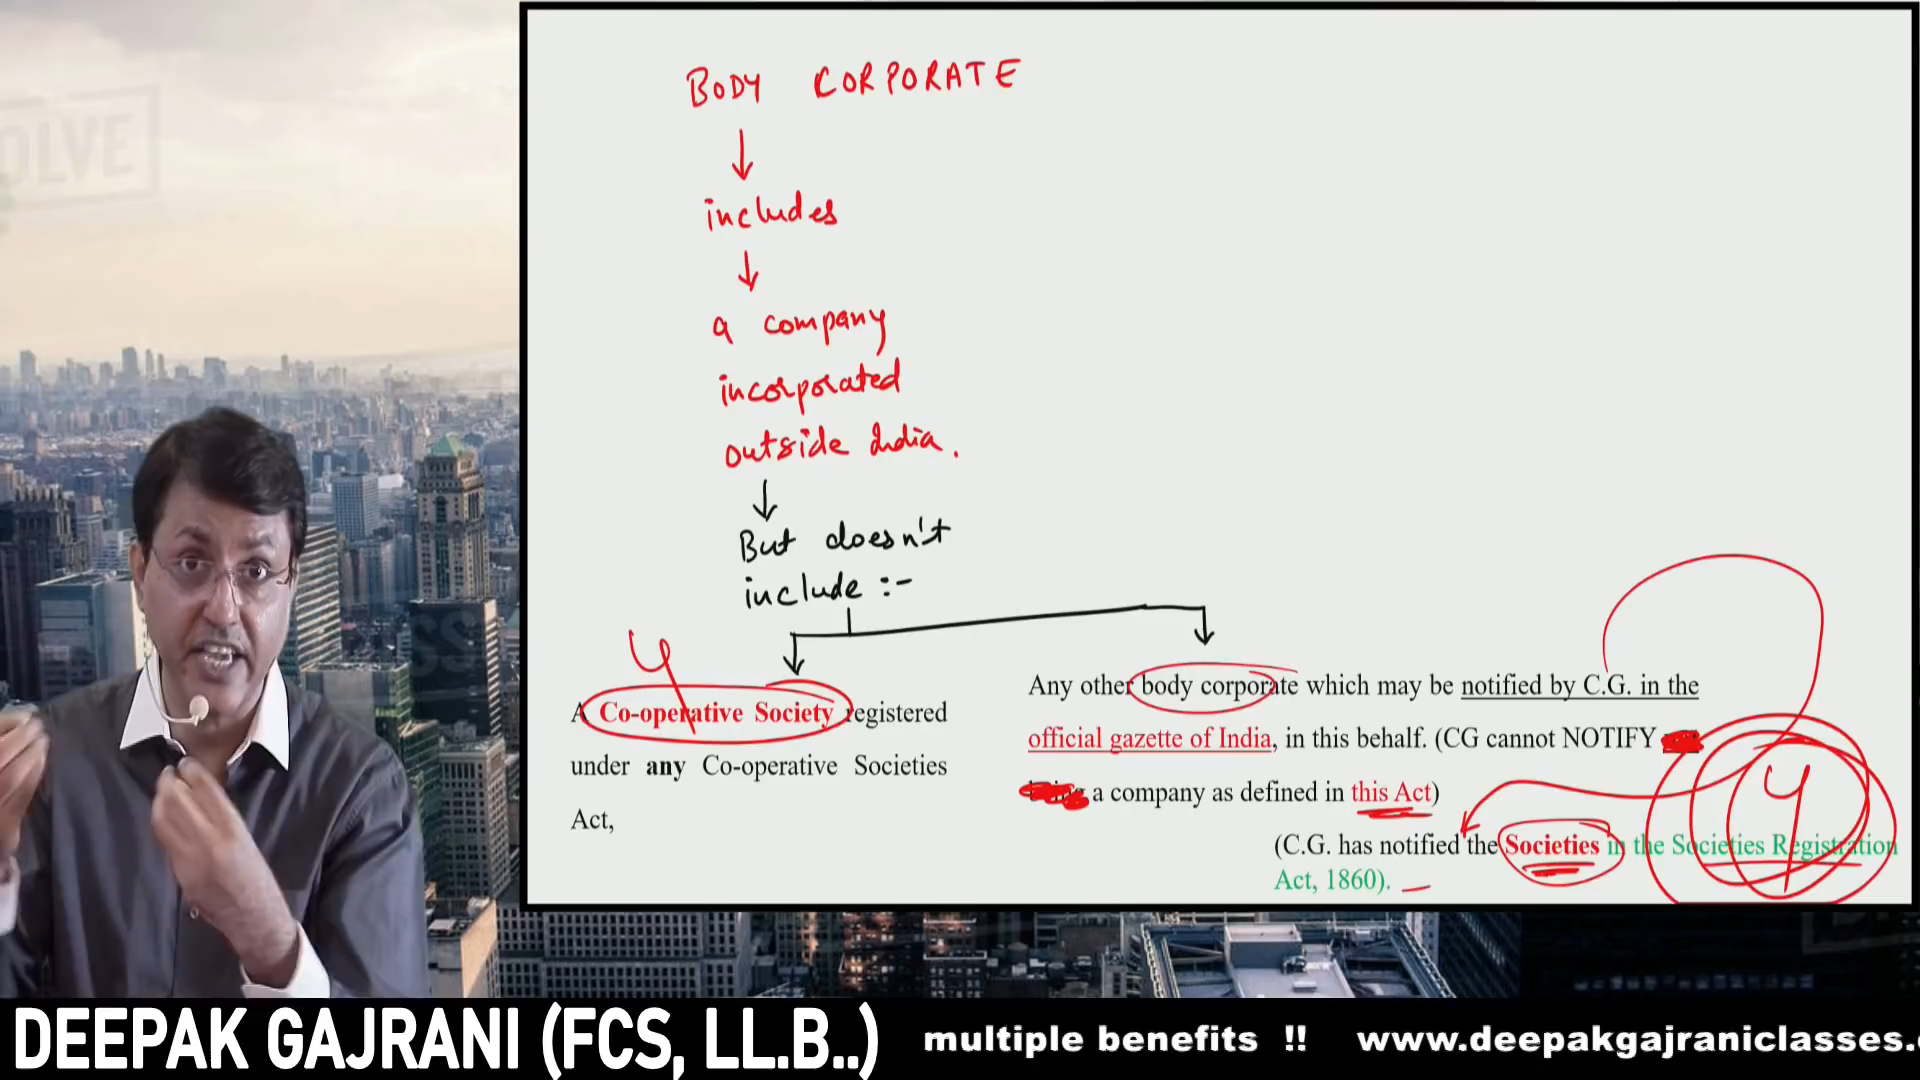 OLVE
BODY CORPORATE
includes
a company
incorporated
outside India.
But doesn't
include :-
A Co-operative Society registered
under any Co-operative Societies
Act,
Any other body corporate which may be notified by C.G. in the
official gazette of India, in this behalf. (CG cannot NOTIFY
a company as defined in this Act)
(C.G. has notified the Societies in the Societies Registration
Act, 1860).
DEEPAK GAJRANI (FCS, LL.B..)
multiple benefits !! www.deepakgajraniclasses.